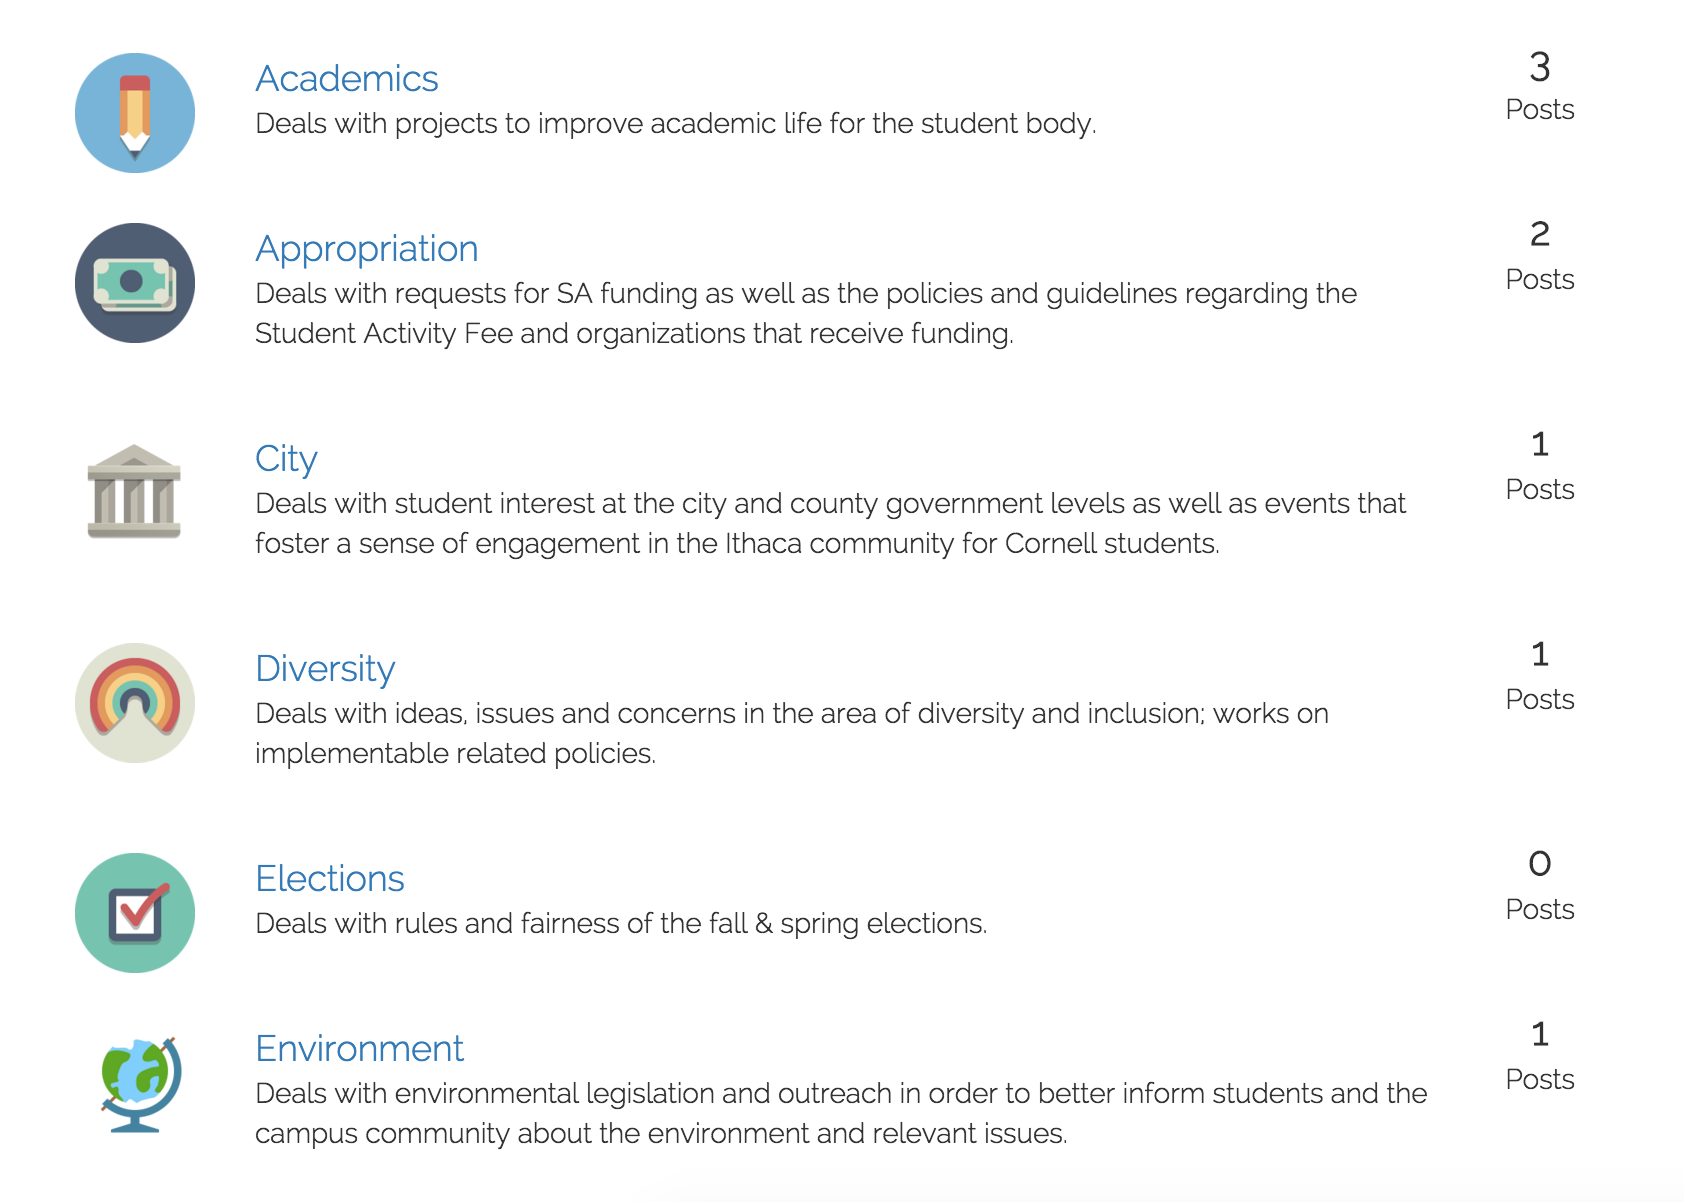 Academics
3
Deals with projects to improve academic life for the student body.
Posts
Appropriation
2
Deals with requests for SA funding as well as the policies and guidelines regarding the
Posts
Student Activity Fee and organizations that receive funding.
City
1
Deals with student interest at the city and county government levels as well as events that
Posts
foster a sense of engagement in the Ithaca community for Cornell students.
Diversity
1
Deals with ideas, issues and concerns in the area of diversity and inclusion; works on
Posts
implementable related policies.
Elections
0
Deals with rules and fairness of the fall & spring elections.
Posts
Environment
1
Deals with environmental legislation and outreach in order to better inform students and the
Posts
campus community about the environment and relevant issues.